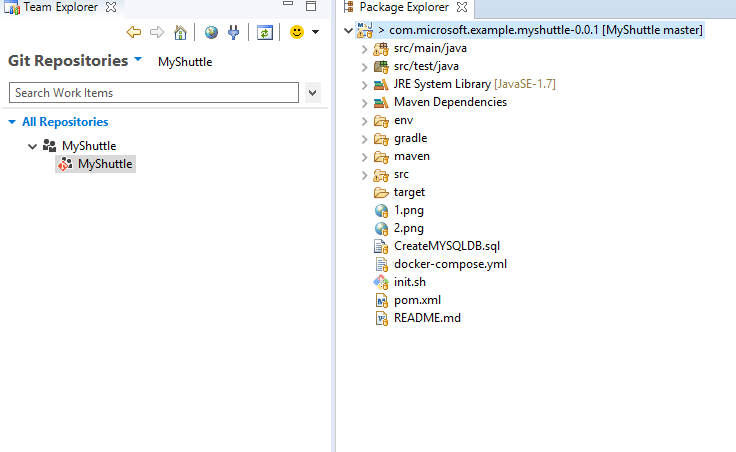 Team Explorer
Git Repositories MyShuttle
Search Work Items
All Repositories
MyShuttle
MyShuttle
Package Explorer
> com.microsoft.example.myshuttle-0.0.1 [MyShuttle master]
src/main/java
src/test/java
JRE System Library [JavaSE-1.7]
Maven Dependencies
env
gradle
maven
src
target
1.png
2.png
CreateMYSQLDB.sql
docker-compose.yml
init.sh
pom.xml
README.md